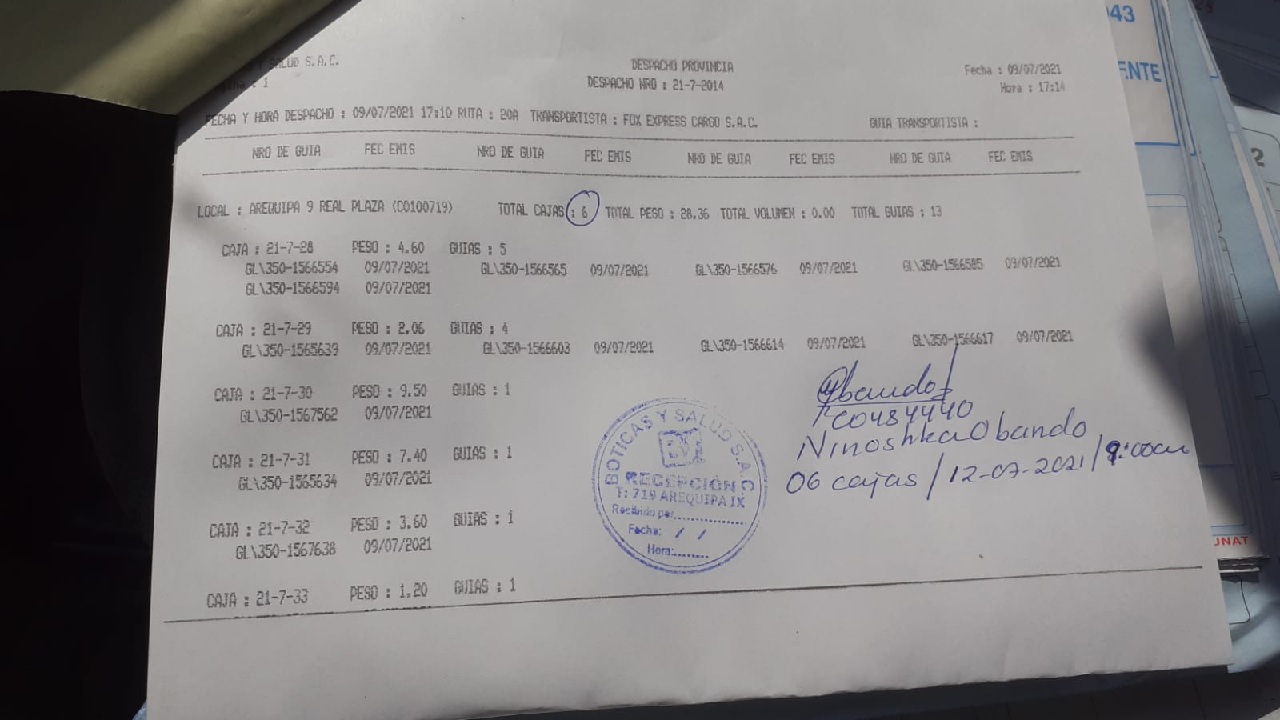 SALUD S.A.C.
DESPACHO PROVINCIA
Fecha : 09/07/2021
: 1
DESPACHO NRO : 21-7-2014
Hora : 17:14
FECHA Y HORA DESPACHO : 09/07/2021 17:10 RUTA : 20A TRANSPORTISTA : FOX EXPRESS CARGO S.A.C. GUIA TRANSPORTISTA :
NRO DE GUIA FEC EMIS NRO DE GUIA FEC EMIS NRO DE GUIA FEC EMIS NRO DE GUIA FEC EMIS
LOCAL : AREQUIPA 9 REAL PLAZA (C0100719) TOTAL CAJAS : 6 TOTAL PESO : 28.36 TOTAL VOLUMEN : 0.00 TOTAL GUIAS : 13
CAJA : 21-7-28 PESO : 4.60 GUIAS : 5
GL\350-1566554 09/07/2021 GL\350-1566565 09/07/2021 GL\350-1566576 09/07/2021 GL\350-1566585 09/07/2021
GL\350-1566594 09/07/2021
CAJA : 21-7-29 PESO : 2.06 GUIAS : 4
GL\350-1565639 09/07/2021 GL\350-1566603 09/07/2021 GL\350-1566614 09/07/2021 GL\350-1566617 09/07/2021
CAJA : 21-7-30 PESO : 9.50 GUIAS : 1
GL\350-1567562 09/07/2021
CAJA : 21-7-31 PESO : 7.40 GUIAS : 1
GL\350-1565634 09/07/2021
CAJA : 21-7-32 PESO : 3.60 GUIAS : 1
GL\350-1567638 09/07/2021
CAJA : 21-7-33 PESO : 1.20 GUIAS : 1
BOTICAS Y SALUD S.A.C
RECEPCIÓN
T: 719 AREQUIPA IX
Recibido por:
Fecha: / /
Hora:
Obando
Ninoshka Obando
06 cajas / 12-07-2021 / 9:00am
043
ENTE
2
UNAT